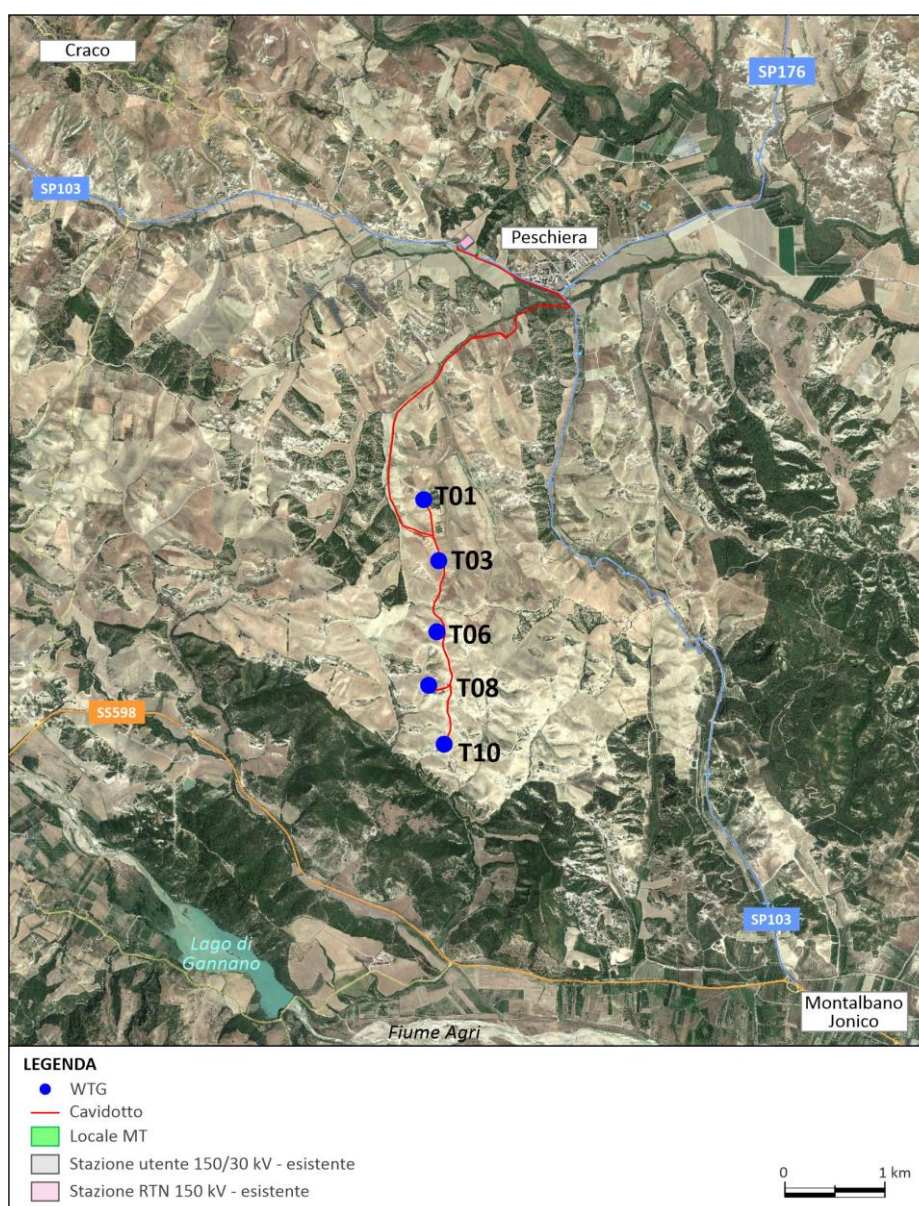 Craco
SP176
SP103
Peschiera
T01
T03
T06
T08
SS598
T10
SP103
Lago di
Gannano
Montalbano
Jonico
Fiume Agri
LEGENDA
WTG
Cavidotto
Locale MT
Stazione utente 150/30 kV - esistente
Stazione RTN 150 kV - esistente
0 1 km